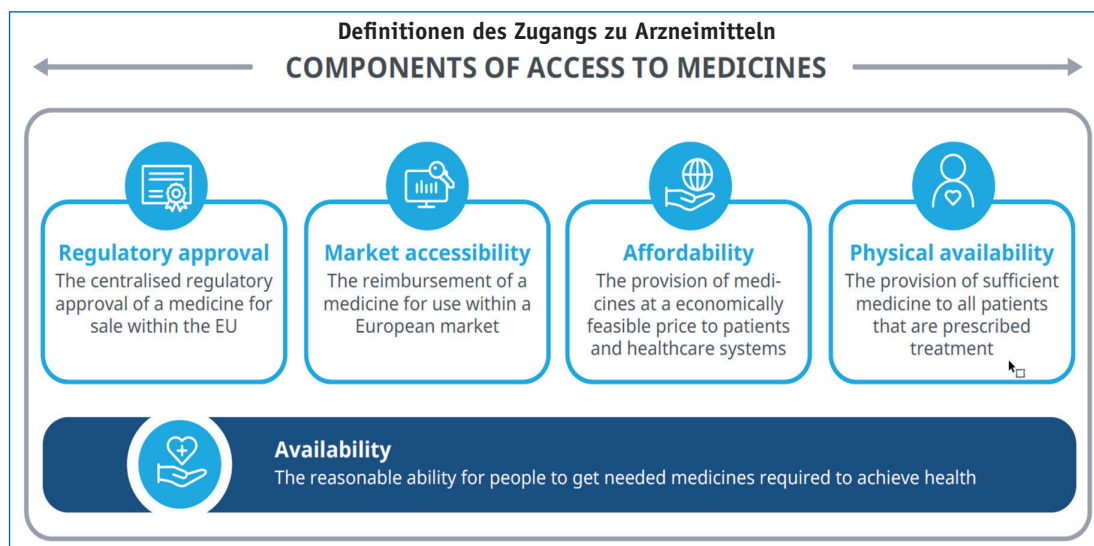 Definitionen des Zugangs zu Arzneimitteln
COMPONENTS OF ACCESS TO MEDICINES
Regulatory approval
The centralised regulatory
approval of a medicine for
sale within the EU
Market accessibility
The reimbursement of a
medicine for use within a
European market
Affordability
The provision of medi-
cines at a economically
feasible price to patients
and healthcare systems
Physical availability
The provision of sufficient
medicine to all patients
that are prescribed
treatment
Availability
The reasonable ability for people to get needed medicines required to achieve health